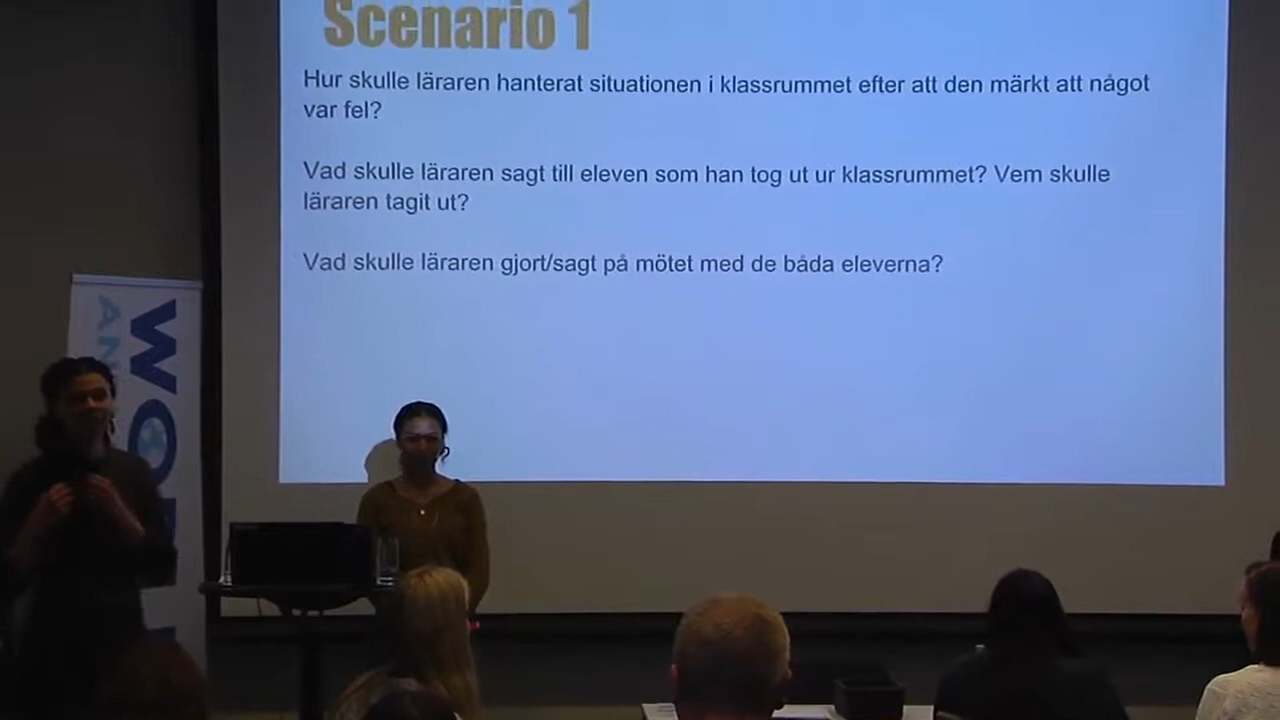 Scenario 1
Hur skulle läraren hanterat situationen i klassrummet efter att den märkt att något
var fel?
Vad skulle läraren sagt till eleven som han tog ut ur klassrummet? Vem skulle
läraren tagit ut?
Vad skulle läraren gjort/sagt på mötet med de båda eleverna?